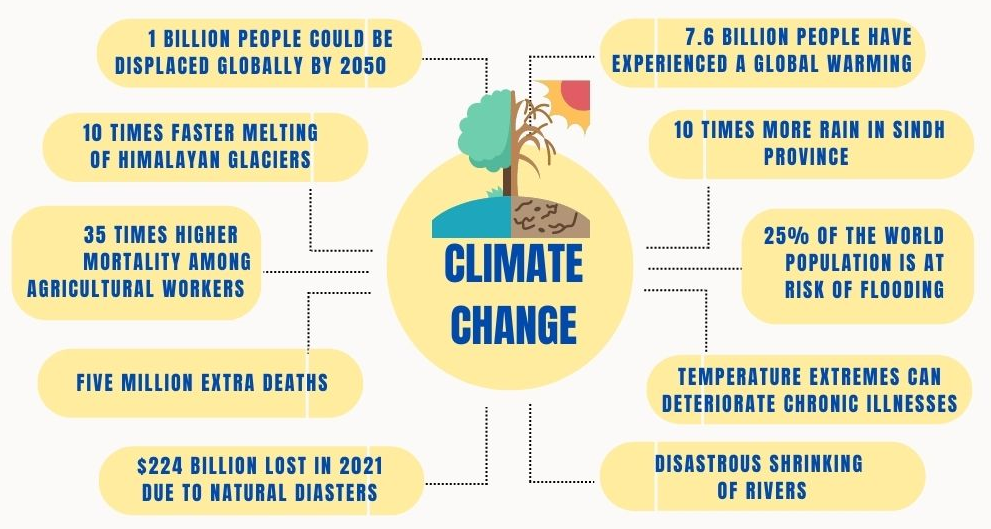 1 BILLION PEOPLE COULD BE
DISPLACED GLOBALLY BY 2050
10 TIMES FASTER MELTING
OF HIMALAYAN GLACIERS
35 TIMES HIGHER
MORTALITY AMONG
AGRICULTURAL WORKERS
FIVE MILLION EXTRA DEATHS
$224 BILLION LOST IN 2021
DUE TO NATURAL DIASTERS
CLIMATE
CHANGE
7.6 BILLION PEOPLE HAVE
EXPERIENCED A GLOBAL WARMING
10 TIMES MORE RAIN IN SINDH
PROVINCE
25% OF THE WORLD
POPULATION IS AT
RISK OF FLOODING
TEMPERATURE EXTREMES CAN
DETERIORATE CHRONIC ILLNESSES
DISASTROUS SHRINKING
OF RIVERS